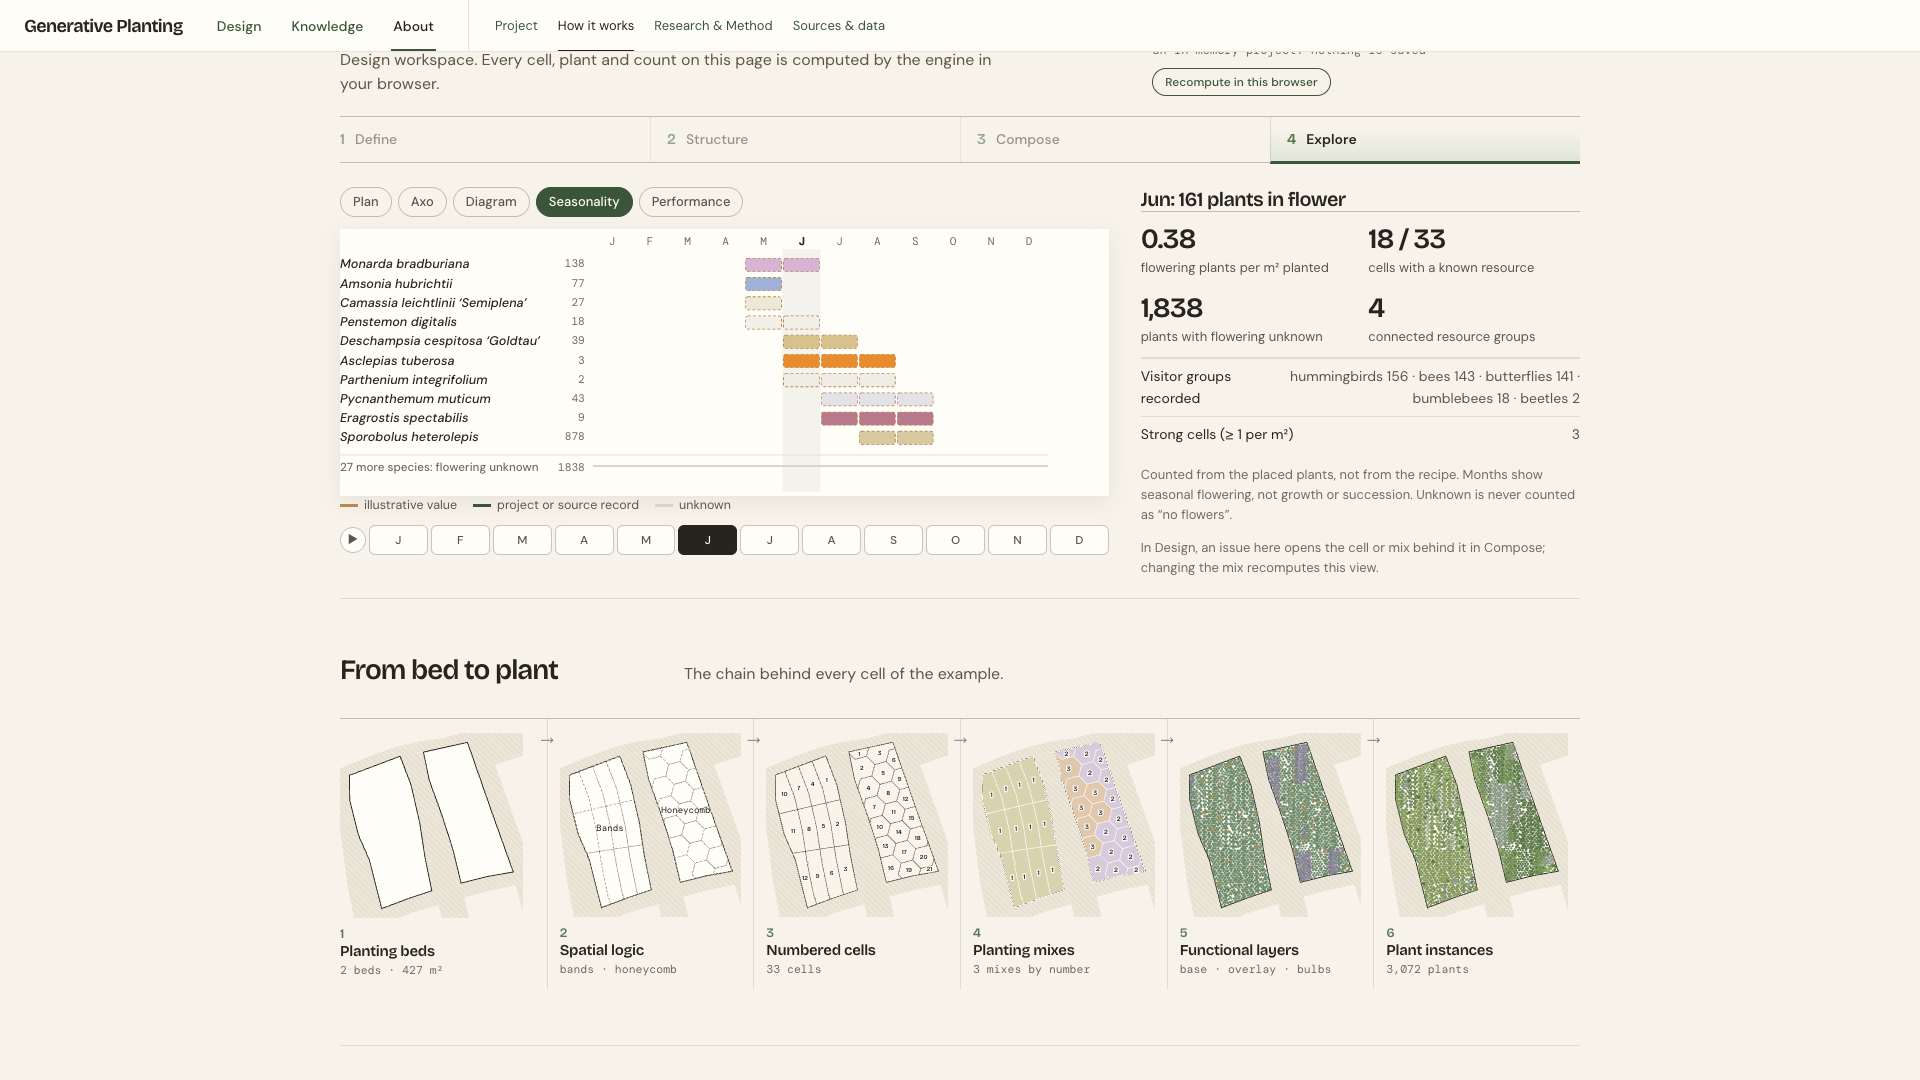 Generative Planting
Design
Knowledge
About
Project
How it works
Research & Method
Sources & data
Design workspace. Every cell, plant and count on this page is computed by the engine in
your browser.
Recompute in this browser
1 Define
2 Structure
3 Compose
4 Explore
Plan
Axo
Diagram
Seasonality
Performance
J F M A M J J A S O N D
Monarda bradburiana 138
Amsonia hubrichtii 77
Camassia leichtlinii ‘Semiplena’ 27
Penstemon digitalis 18
Deschampsia cespitosa ‘Goldtau’ 39
Asclepias tuberosa 3
Parthenium integrifolium 2
Pycnanthemum muticum 43
Eragrostis spectabilis 9
Sporobolus heterolepis 878
27 more species: flowering unknown 1838
illustrative value
project or source record
unknown
J F M A M J J A S O N D
Jun: 161 plants in flower
0.38
flowering plants per m² planted
18 / 33
cells with a known resource
1,838
plants with flowering unknown
4
connected resource groups
Visitor groups
recorded
hummingbirds 156 · bees 143 · butterflies 141 ·
bumblebees 18 · beetles 2
Strong cells (≥ 1 per m²) 3
Counted from the placed plants, not from the recipe. Months show
seasonal flowering, not growth or succession. Unknown is never counted
as “no flowers”.
In Design, an issue here opens the cell or mix behind it in Compose;
changing the mix recomputes this view.
From bed to plant
The chain behind every cell of the example.
Bands
Honeycomb
1
Planting beds
2 beds · 427 m²
2
Spatial logic
bands · honeycomb
3
Numbered cells
33 cells
4
Planting mixes
3 mixes by number
5
Functional layers
base · overlay · bulbs
6
Plant instances
3,072 plants